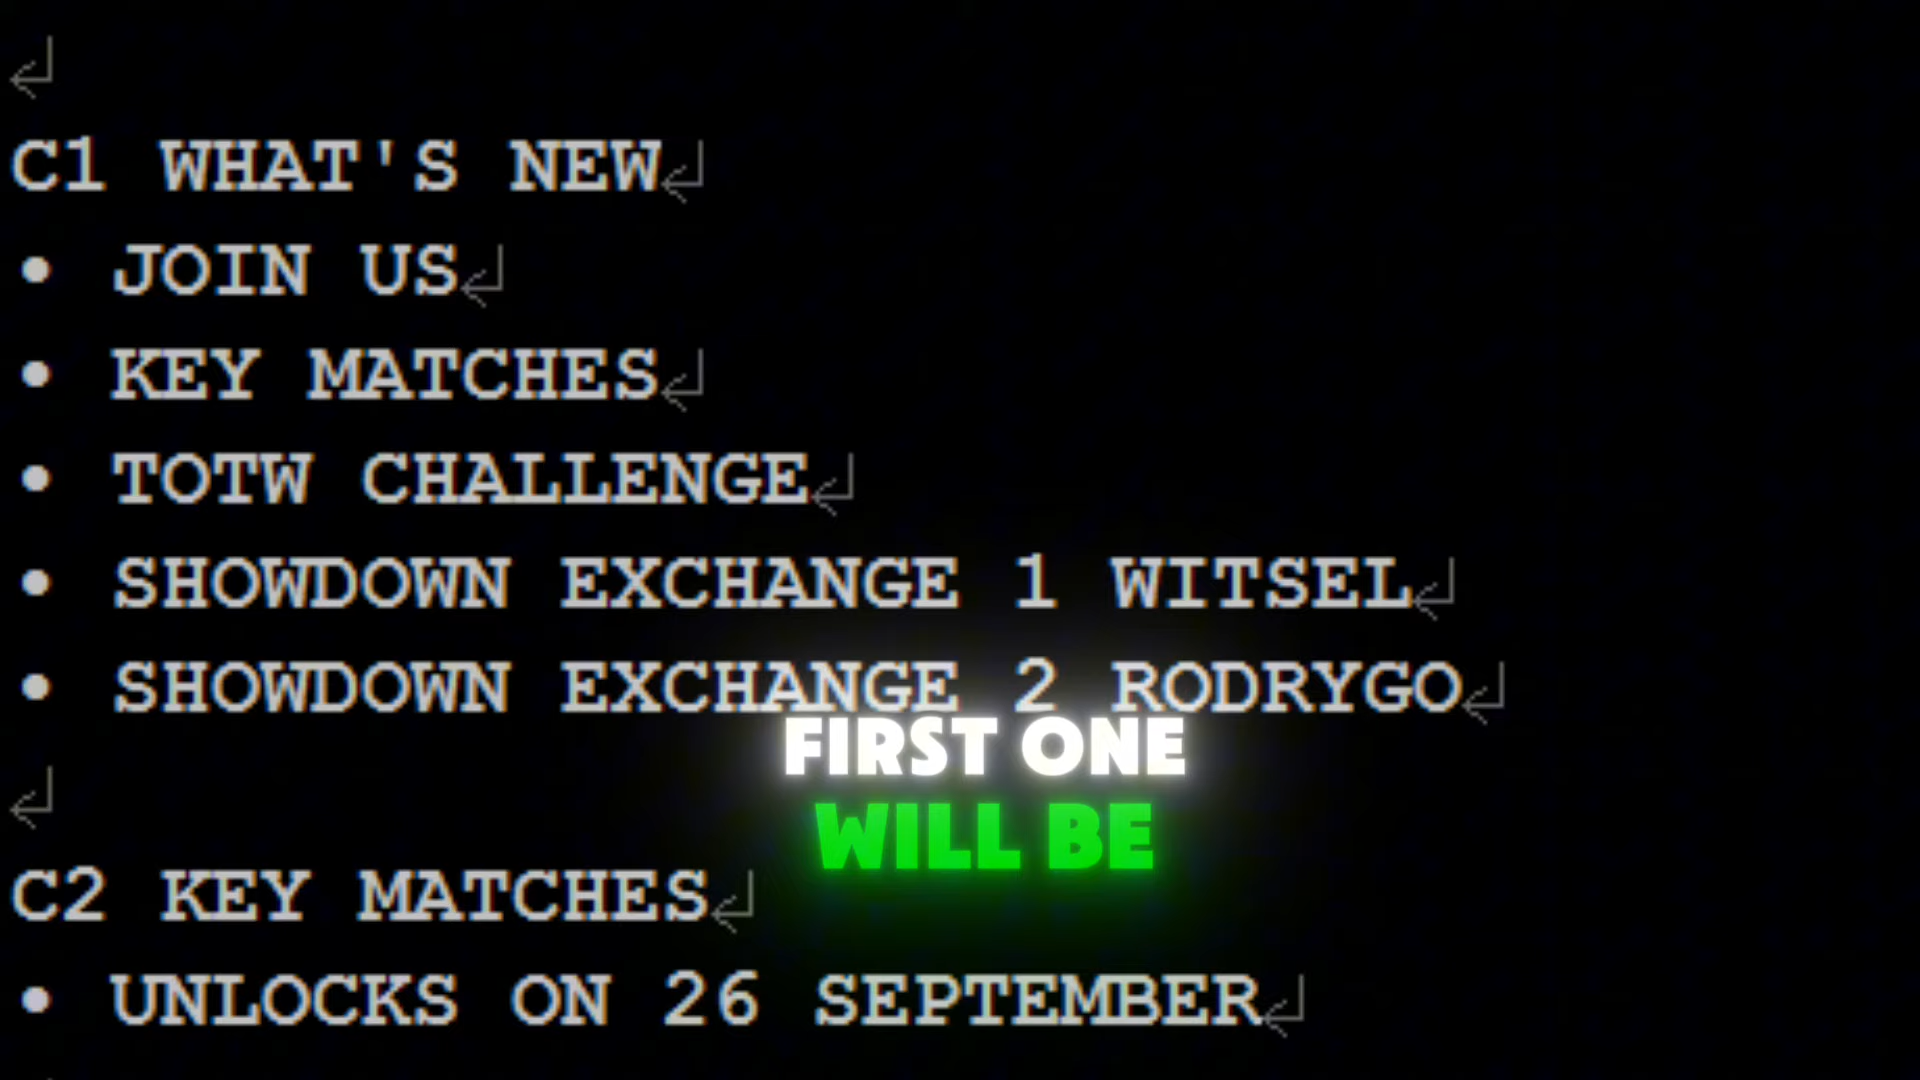 C1 WHAT'S NEW
• JOIN US
• KEY MATCHES
• TOTW CHALLENGE
• SHOWDOWN EXCHANGE 1 WITSEL
• SHOWDOWN EXCHANGE 2 RODRYGO
FIRST ONE
WILL BE
C2 KEY MATCHES
• UNLOCKS ON 26 SEPTEMBER